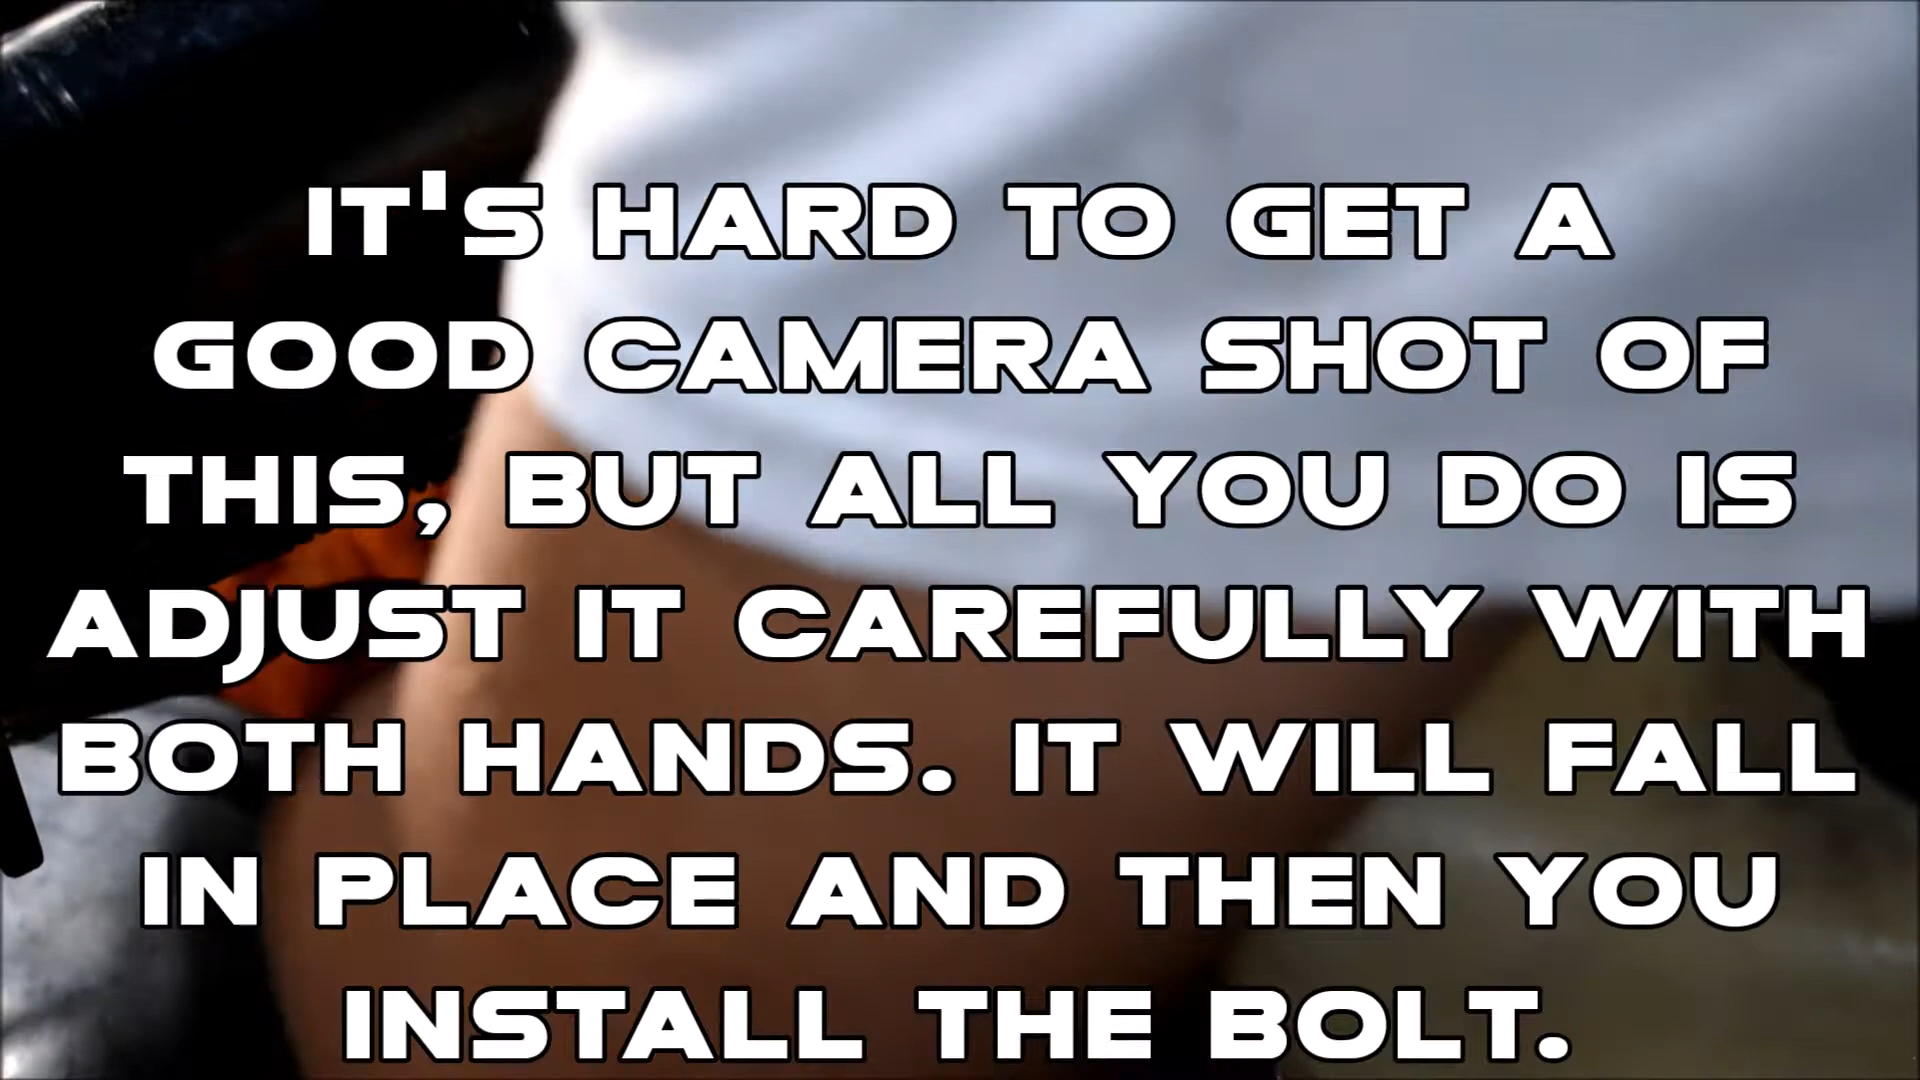 IT'S HARD TO GET A
GOOD CAMERA SHOT OF
THIS, BUT ALL YOU DO IS
ADJUST IT CAREFULLY WITH
BOTH HANDS. IT WILL FALL
IN PLACE AND THEN YOU
INSTALL THE BOLT.